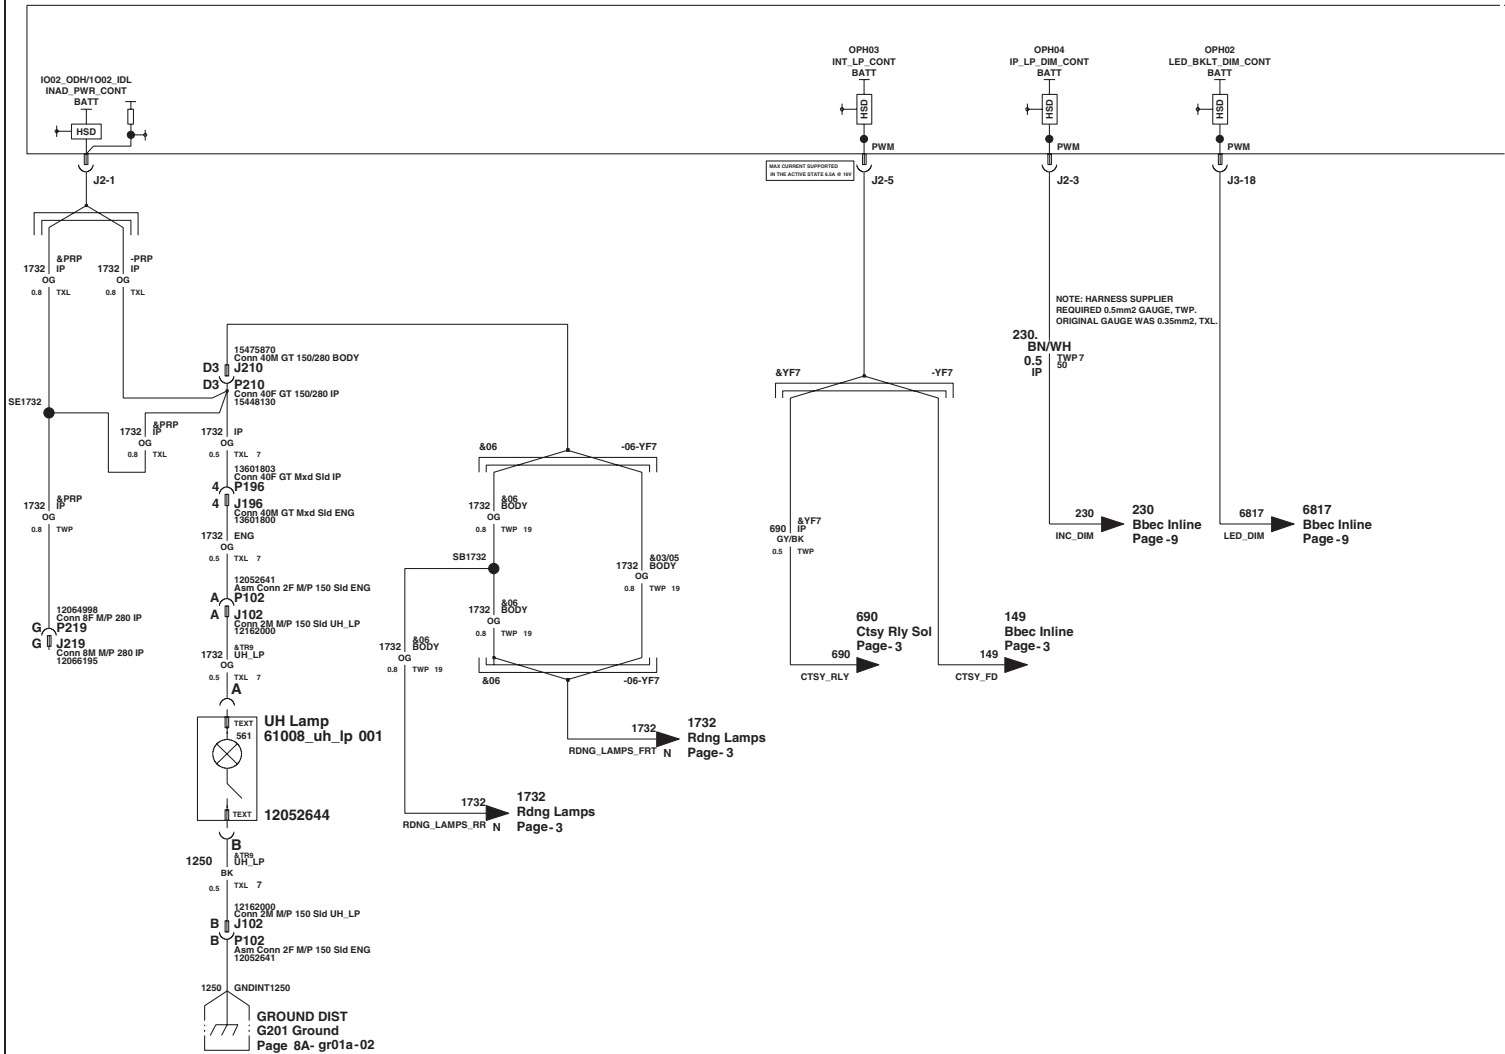 IO02_ODH/1O02_IDL
INAD_PWR_CONT
BATT
HSD
J2-1
OPH03
INT_LP_CONT
BATT
HSD
PWM
MAX CURRENT SUPPORTED
IN THE ACTIVE STATE 6.5A @ 16V
J2-5
OPH04
IP_LP_DIM_CONT
BATT
HSD
PWM
J2-3
OPH02
LED_BKLT_DIM_CONT
BATT
HSD
PWM
J3-18
&PRP
1732 IP
OG
0.8 TXL
-PRP
1732 IP
OG
0.8 TXL
SE1732
&PRP
1732 IP
OG
0.8 TXL
&PRP
1732 IP
OG
0.8 TWP
12064998
Conn 8F M/P 280 IP
G P219
G J219
Conn 8M M/P 280 IP
12066195
15475870
Conn 40M GT 150/280 BODY
D3 J210
D3 P210
Conn 40F GT 150/280 IP
15448130
1732 IP
OG
0.5 TXL 7
13601803
Conn 40F GT Mxd Sld IP
4 P196
4 J196
Conn 40M GT Mxd Sld ENG
13601800
1732 ENG
OG
0.5 TXL 7
12052641
Asm Conn 2F M/P 150 Sld ENG
A P102
A J102
Conn 2M M/P 150 Sld UH_LP
12162000
&TR9
1732 UH_LP
OG
0.5 TXL 7
A
TEXT
561
UH Lamp
61008_uh_lp 001
TEXT
12052644
B
&TR9
1250 UH_LP
BK
0.5 TXL 7
12162000
Conn 2M M/P 150 Sld UH_LP
B J102
B P102
Asm Conn 2F M/P 150 Sld ENG
12052641
1250 GNDINT1250
GROUND DIST
G201 Ground
Page 8A- gr01a-02
&06 -06-YF7
&06
1732 BODY
OG
0.8 TWP 19
SB1732
&06
1732 BODY
OG
0.8 TWP 19
&03/05
1732 BODY
OG
0.8 TWP 19
&06
1732 BODY
OG
0.8 TWP 19
&06 -06-YF7
1732
RDNG_LAMPS_FRT N
1732
Rdng Lamps
Page- 3
1732
RDNG_LAMPS_RR N
1732
Rdng Lamps
Page- 3
&YF7 -YF7
&YF7
690 IP
GY/BK
0.5 TWP
690
CTSY_RLY
690
Ctsy Rly Sol
Page- 3
149
CTSY_FD
149
Bbec Inline
Page- 3
NOTE: HARNESS SUPPLIER
REQUIRED 0.5mm2 GAUGE, TWP.
ORIGINAL GAUGE WAS 0.35mm2, TXL.
230.
BN/WH
0.5 TWP 7
IP 50
230
INC_DIM
230
Bbec Inline
Page -9
6817
LED_DIM
6817
Bbec Inline
Page -9